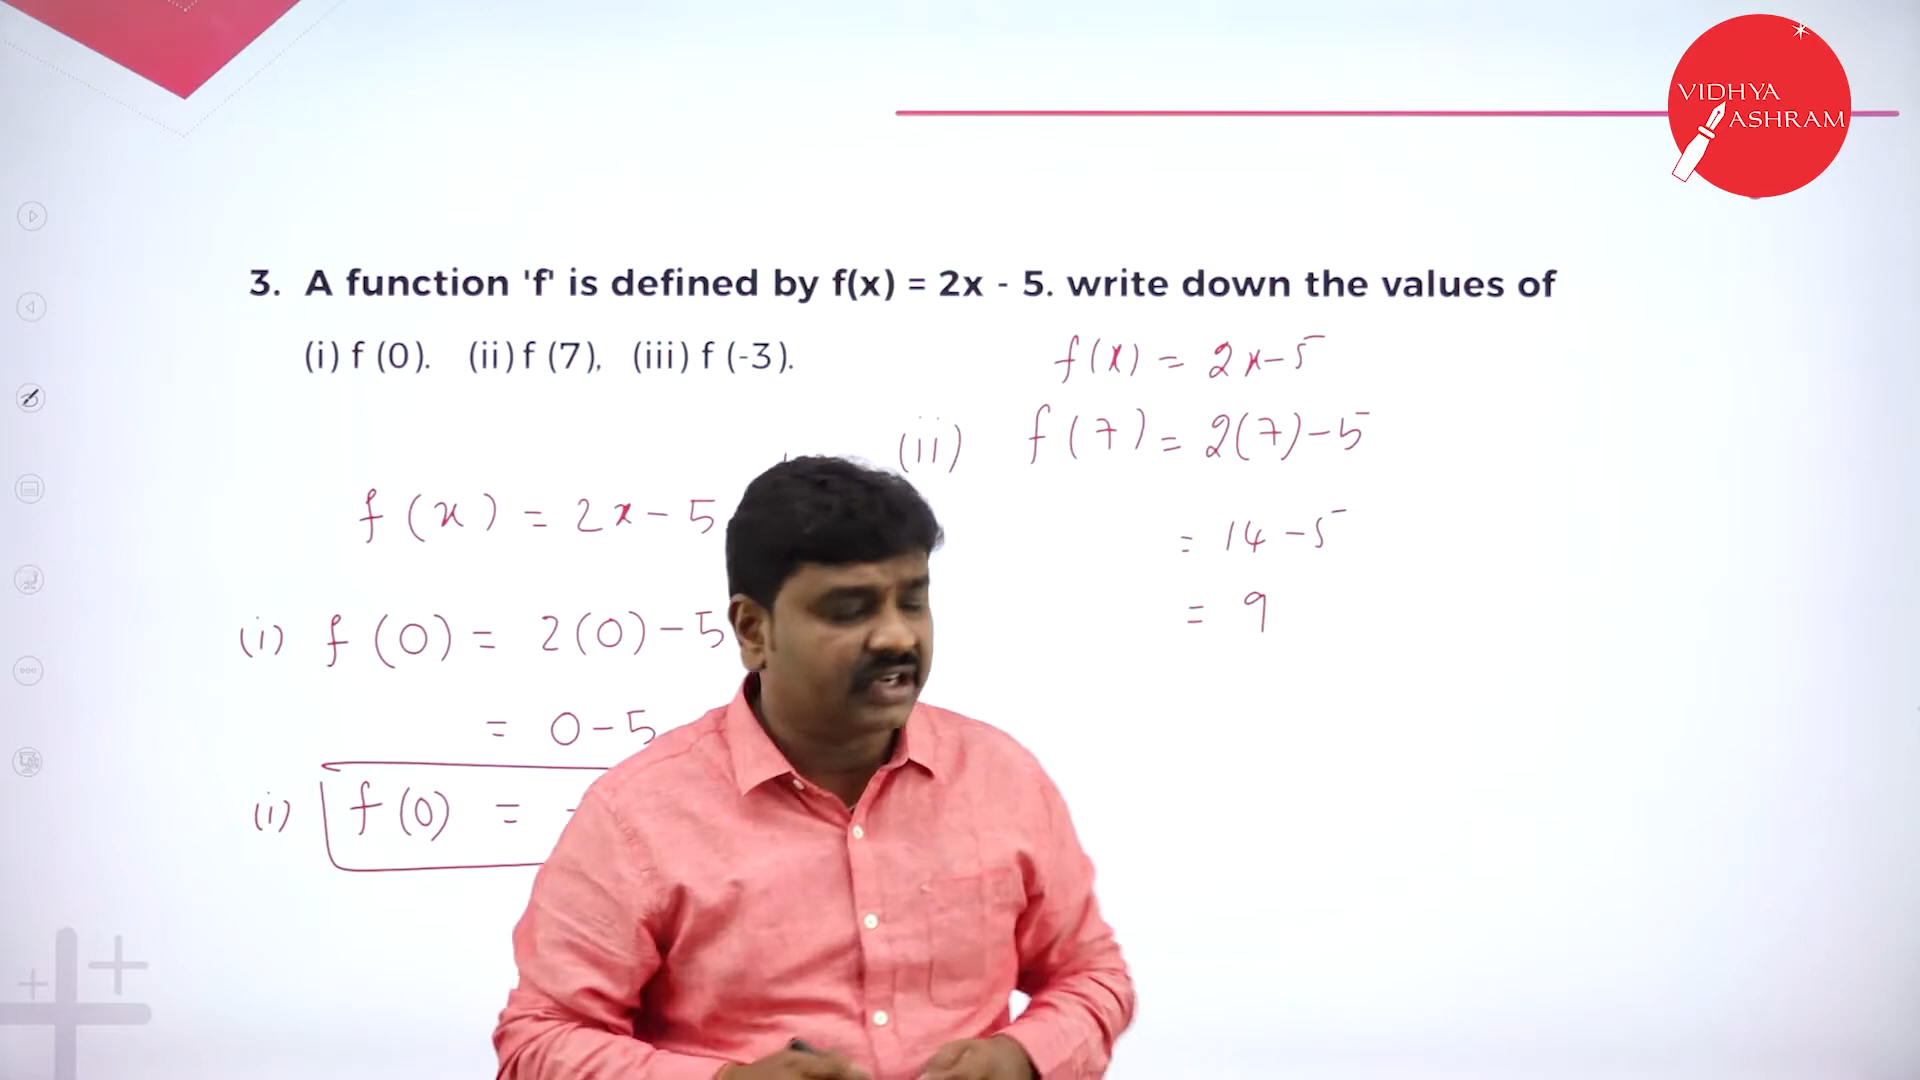 VIDHYA
ASHRAM
3. A function 'f' is defined by f(x) = 2x - 5. write down the values of
(i) f (0). (ii) f (7), (iii) f (-3).
f(x) = 2x-5
(ii) f(7) = 2(7)-5
= 14-5
= 9
f(x) = 2x-5
(i) f(0) = 2(0)-5
= 0-5
(i) f(0) =